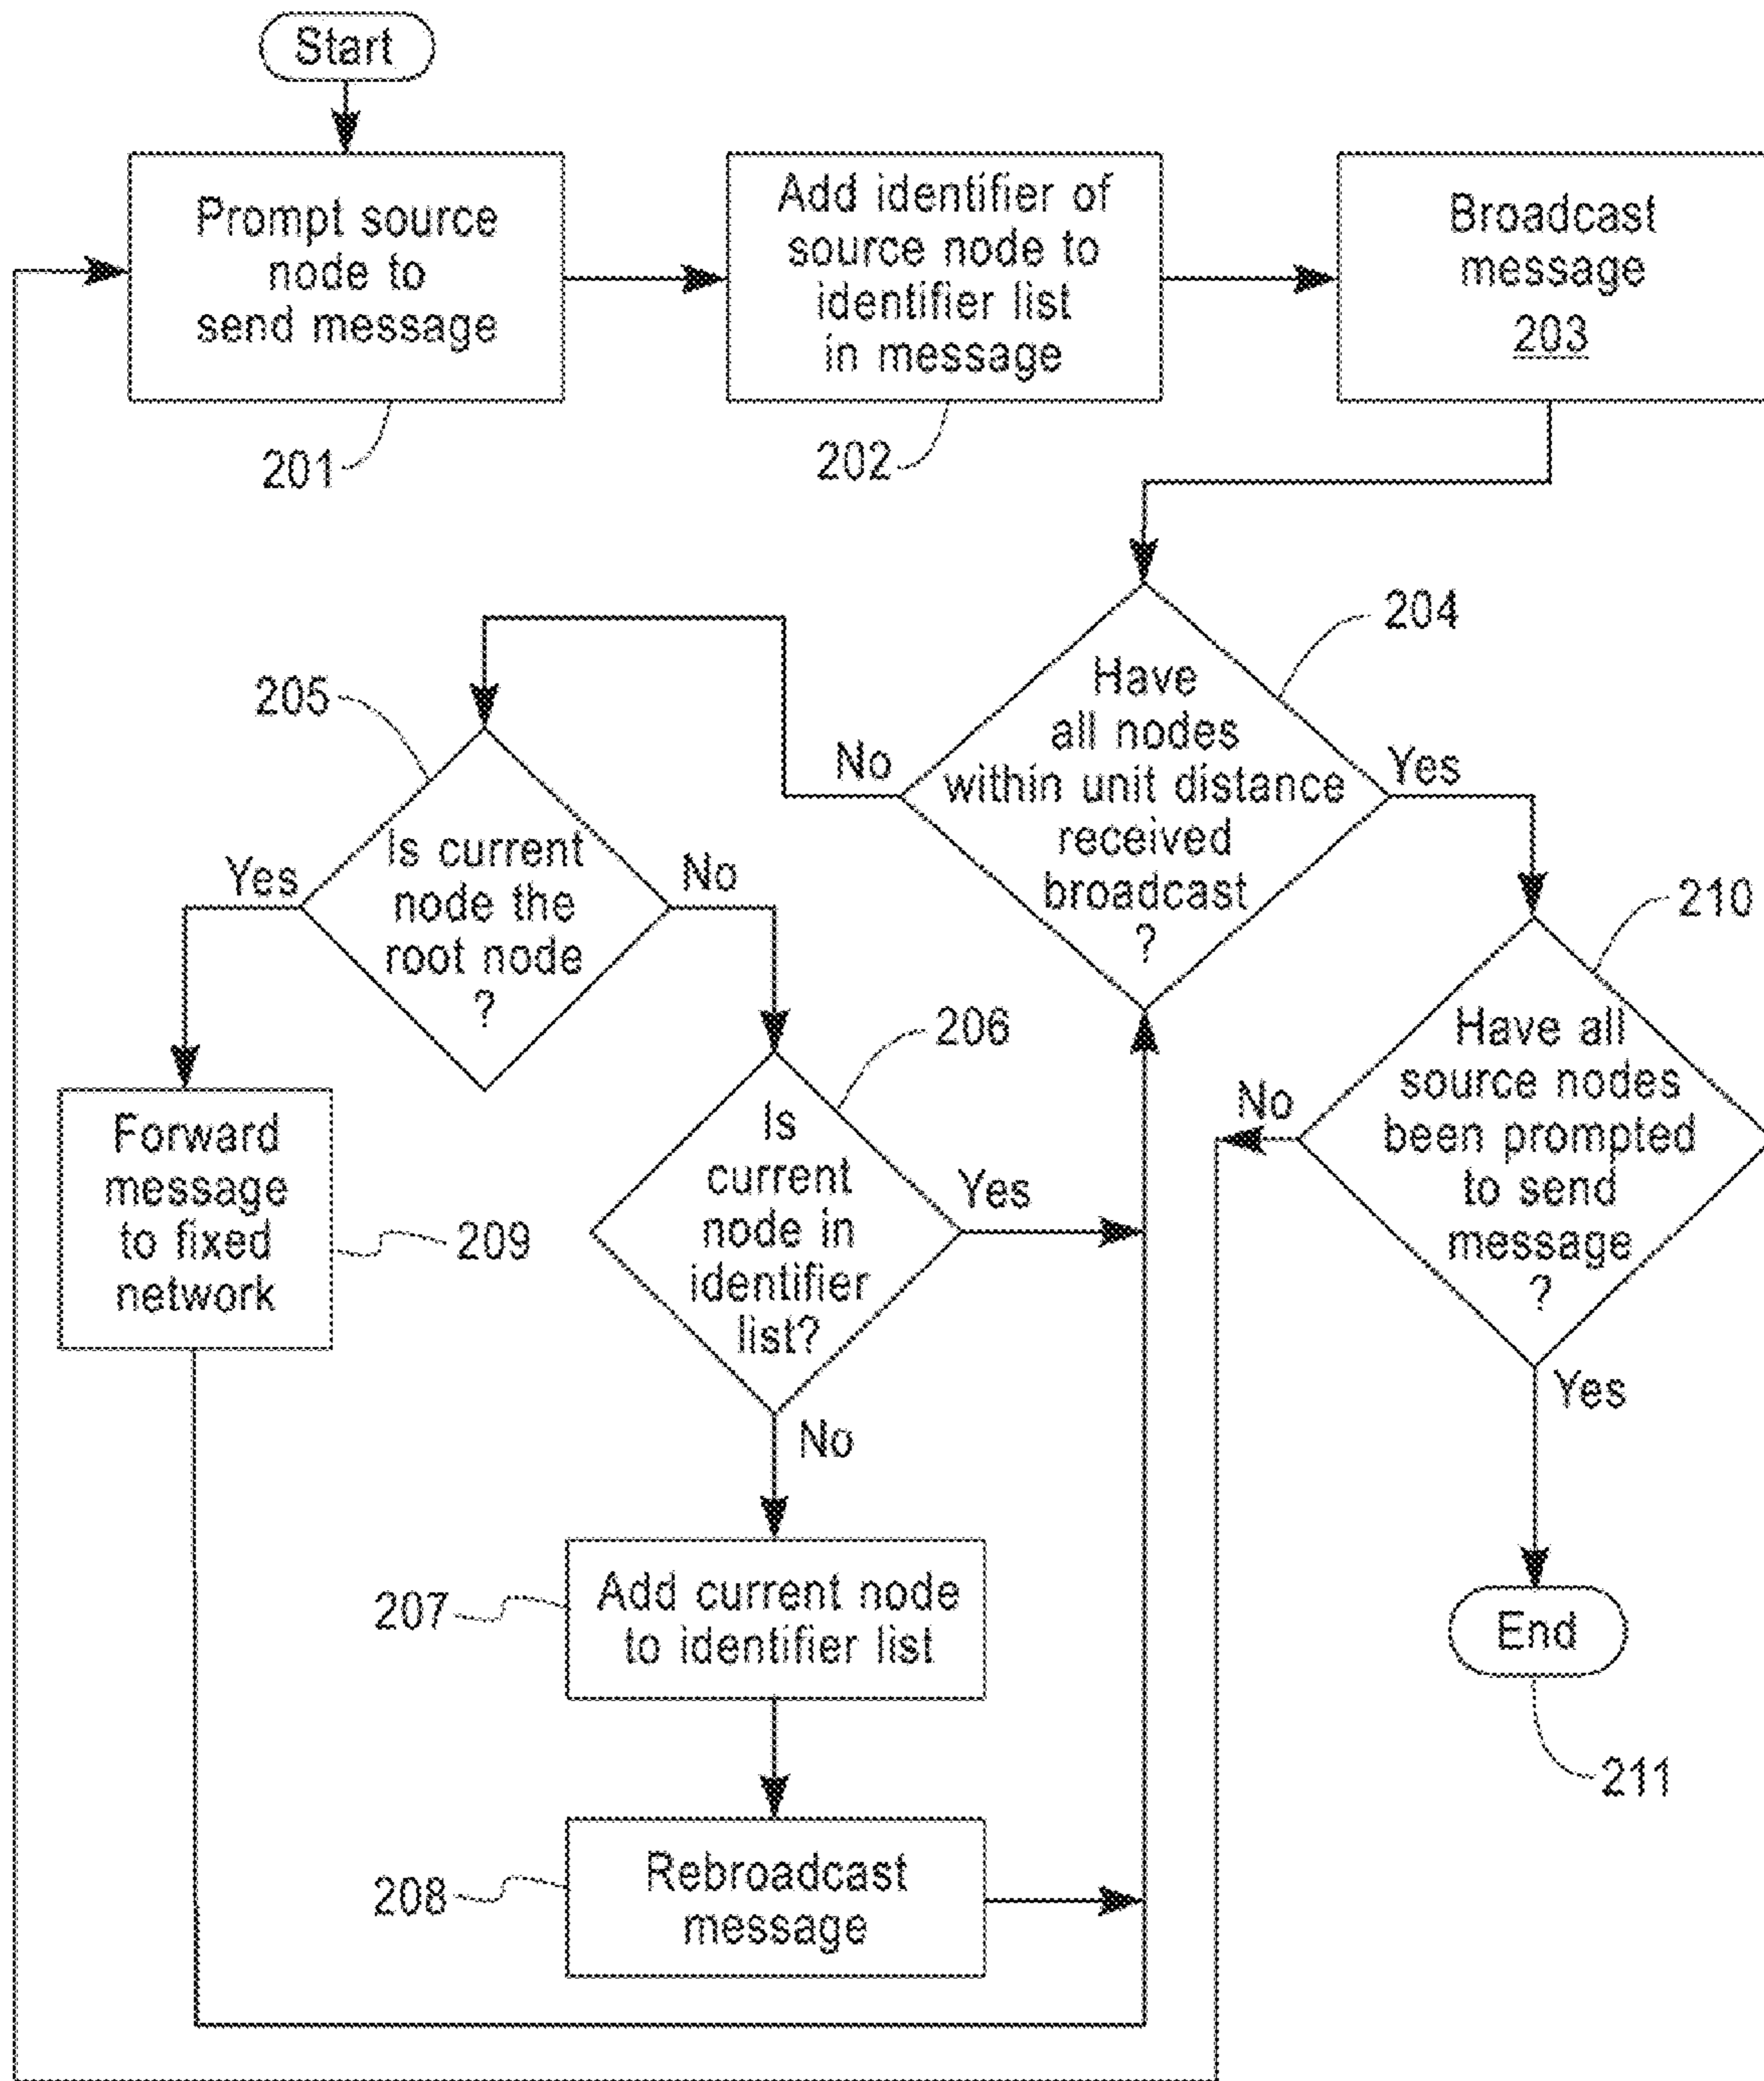 Start
Prompt source
node to
send message
201
Add identifier of
source node to
identifier list
in message
202
Broadcast
message
203
204
Have
all nodes
within unit distance
received
broadcast
?
No
Yes
205
Is current
node the
root node
?
Yes
No
210
Have all
source nodes
been prompted
to send
message
?
No
Yes
206
Is
current
node in
identifier
list?
Yes
No
Forward
message
to fixed
network
209
207
Add current node
to identifier list
End
211
208
Rebroadcast
message